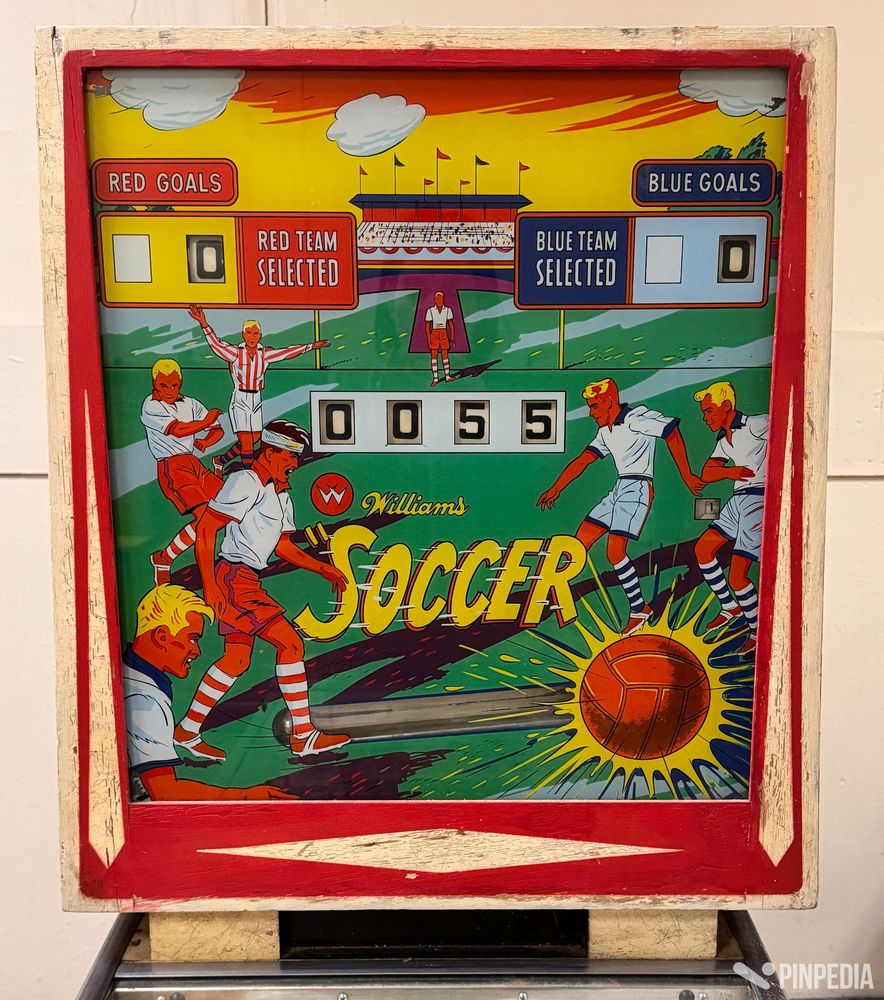 RED GOALS
BLUE GOALS
0
RED TEAM
SELECTED
BLUE TEAM
SELECTED
0
0055
W
Williams
SOCCER
PINPEDIA